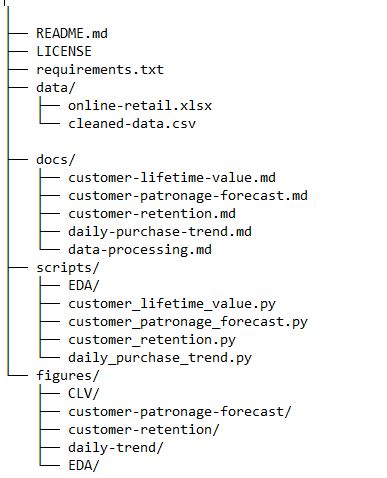 README.md
LICENSE
requirements.txt
data/
online-retail.xlsx
cleaned-data.csv
docs/
customer-lifetime-value.md
customer-patronage-forecast.md
customer-retention.md
daily-purchase-trend.md
data-processing.md
scripts/
EDA/
customer_lifetime_value.py
customer_patronage_forecast.py
customer_retention.py
daily_purchase_trend.py
figures/
CLV/
customer-patronage-forecast/
customer-retention/
daily-trend/
EDA/